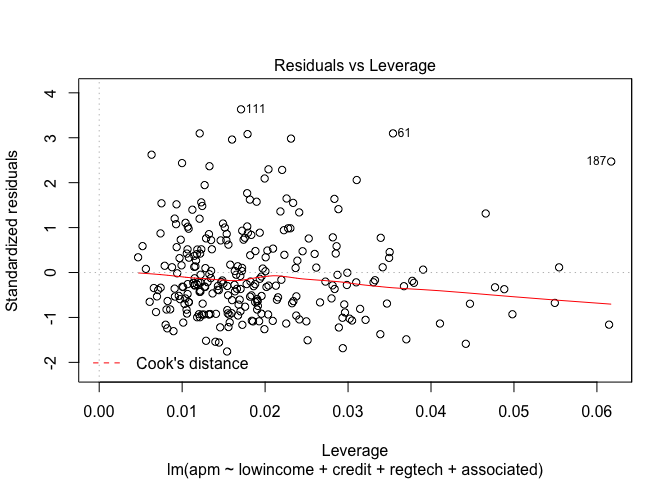 Residuals vs Leverage
Standardized residuals
4
3
2
1
0
-1
-2
111
61
187
Cook's distance
0.00 0.01 0.02 0.03 0.04 0.05 0.06
Leverage
lm(apm ~ lowincome + credit + regtech + associated)